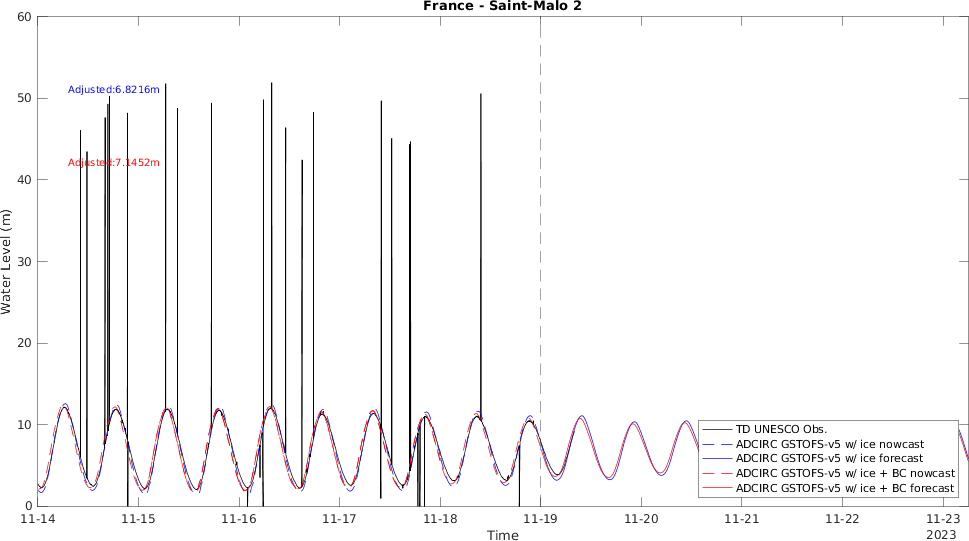 France - Saint-Malo 2
60
50
40
30
20
10
0
Water Level (m)
Adjusted:6.8216m
Adjusted:7.1452m
TD UNESCO Obs.
ADCIRC GSTOFS-v5 w/ ice nowcast
ADCIRC GSTOFS-v5 w/ ice forecast
ADCIRC GSTOFS-v5 w/ ice + BC nowcast
ADCIRC GSTOFS-v5 w/ ice + BC forecast
11-14 11-15 11-16 11-17 11-18 11-19 11-20 11-21 11-22 11-23
Time
2023